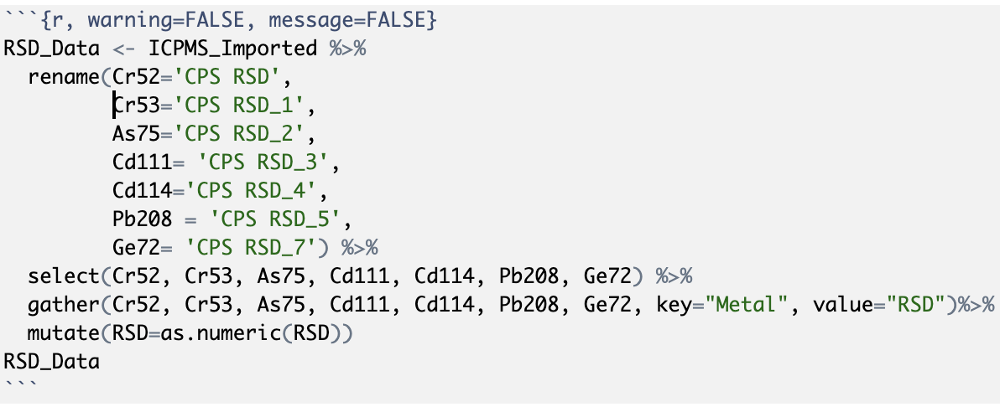 ```{r, warning=FALSE, message=FALSE}
RSD_Data <- ICPMS_Imported %>%
  rename(Cr52='CPS RSD',
         Cr53='CPS RSD_1',
         As75='CPS RSD_2',
         Cd111= 'CPS RSD_3',
         Cd114='CPS RSD_4',
         Pb208 = 'CPS RSD_5',
         Ge72= 'CPS RSD_7') %>%
  select(Cr52, Cr53, As75, Cd111, Cd114, Pb208, Ge72) %>%
  gather(Cr52, Cr53, As75, Cd111, Cd114, Pb208, Ge72, key="Metal", value="RSD")%>%
  mutate(RSD=as.numeric(RSD))
RSD_Data
```